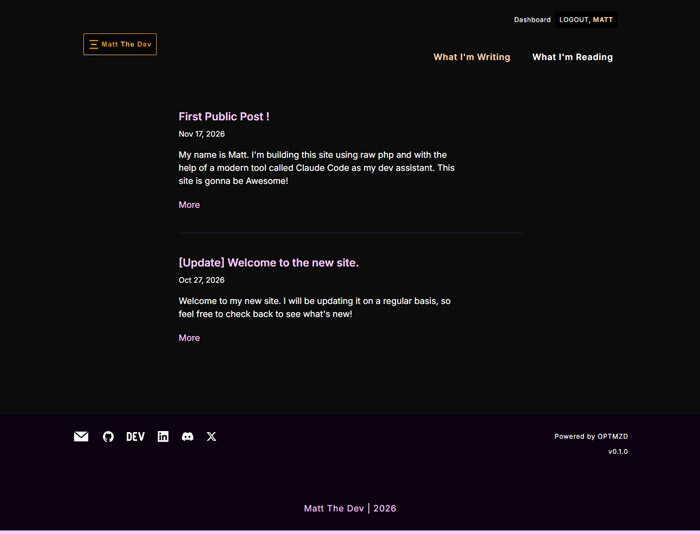 Dashboard LOGOUT, MATT
Matt The Dev
What I'm Writing What I'm Reading
First Public Post !
Nov 17, 2026
My name is Matt. I'm building this site using raw php and with the
help of a modern tool called Claude Code as my dev assistant. This
site is gonna be Awesome!
More
[Update] Welcome to the new site.
Oct 27, 2026
Welcome to my new site. I will be updating it on a regular basis, so
feel free to check back to see what's new!
More
DEV
Powered by OPTMZD
v0.1.0
Matt The Dev | 2026